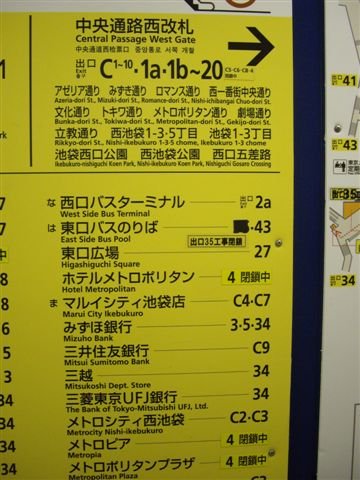 中央通路西改札
Central Passage West Gate
中央通道西检票口 중앙통로 서쪽 개찰
出口 Exit C1~10・1a・1b~20 C5・C6・C8・E 閉鎖中
アゼリア通り みずき通り ロマンス通り 西一番街中央通り
Azeria-dori St., Mizuki-dori St., Romance-dori St., Nishi-ichibangai Chuo-dori St.
文化通り トキワ通り メトロポリタン通り 劇場通り
Bunka-dori St., Tokiwa-dori St., Metropolitan-dori St., Gekijo-dori St.
立教通り 西池袋1・3・5丁目 池袋1-3丁目
Rikkyo-dori St., Nishi-ikebukuro 1・3・5 chome, Ikebukuro 1-3 chome
池袋西口公園 西池袋公園 西口五差路
Ikebukuro-nishiguchi Koen Park, Nishi-ikebukuro Koen Park, Nishiguchi Gosaro Crossing
な 西口バスターミナル 出口 2a
West Side Bus Terminal
は 東口バスのりば ・43
East Side Bus Pool
出口35工事閉鎖
東口広場 27
Higashiguchi Square
ホテルメトロポリタン 4 閉鎖中
Hotel Metropolitan
ま マルイシティ池袋店 C4・C7
Marui City Ikebukuro
みずほ銀行 3・5・34
Mizuho Bank
三井住友銀行 C9
Mitsui Sumitomo Bank
三越 34
Mitsukoshi Dept. Store
三菱東京UFJ銀行 34
The Bank of Tokyo-Mitsubishi UFJ, Ltd.
メトロシティ西池袋 C2・C3
Metrocity Nishi-ikebukuro
メトロピア 4 閉鎖中
Metropia
メトロポリタンプラザ 4 閉鎖中
Metropolitan Plaza
出口 41
出口 43
34